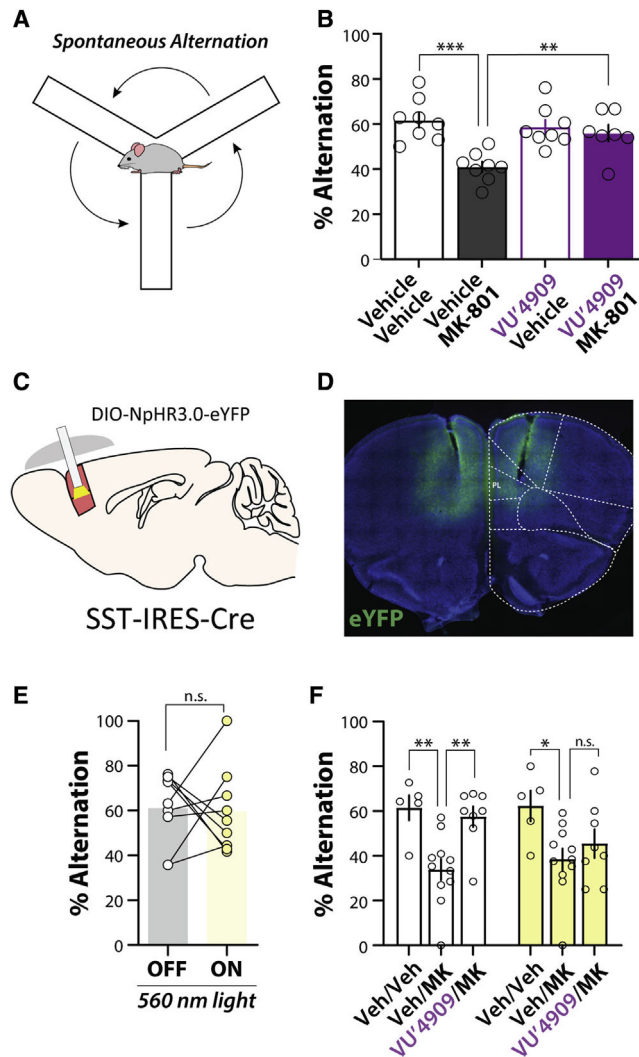 A
Spontaneous Alternation
B
% Alternation
100
80
60
40
20
0
***
**
Vehicle
Vehicle
Vehicle
MK-801
VU'4909
Vehicle
VU'4909
MK-801
C
DIO-NpHR3.0-eYFP
SST-IRES-Cre
D
PL
eYFP
E
% Alternation
100
80
60
40
20
0
n.s.
OFF ON
560 nm light
F
% Alternation
100
80
60
40
20
0
** **
* n.s.
Veh/Veh
Veh/MK
VU'4909/MK
Veh/Veh
Veh/MK
VU'4909/MK